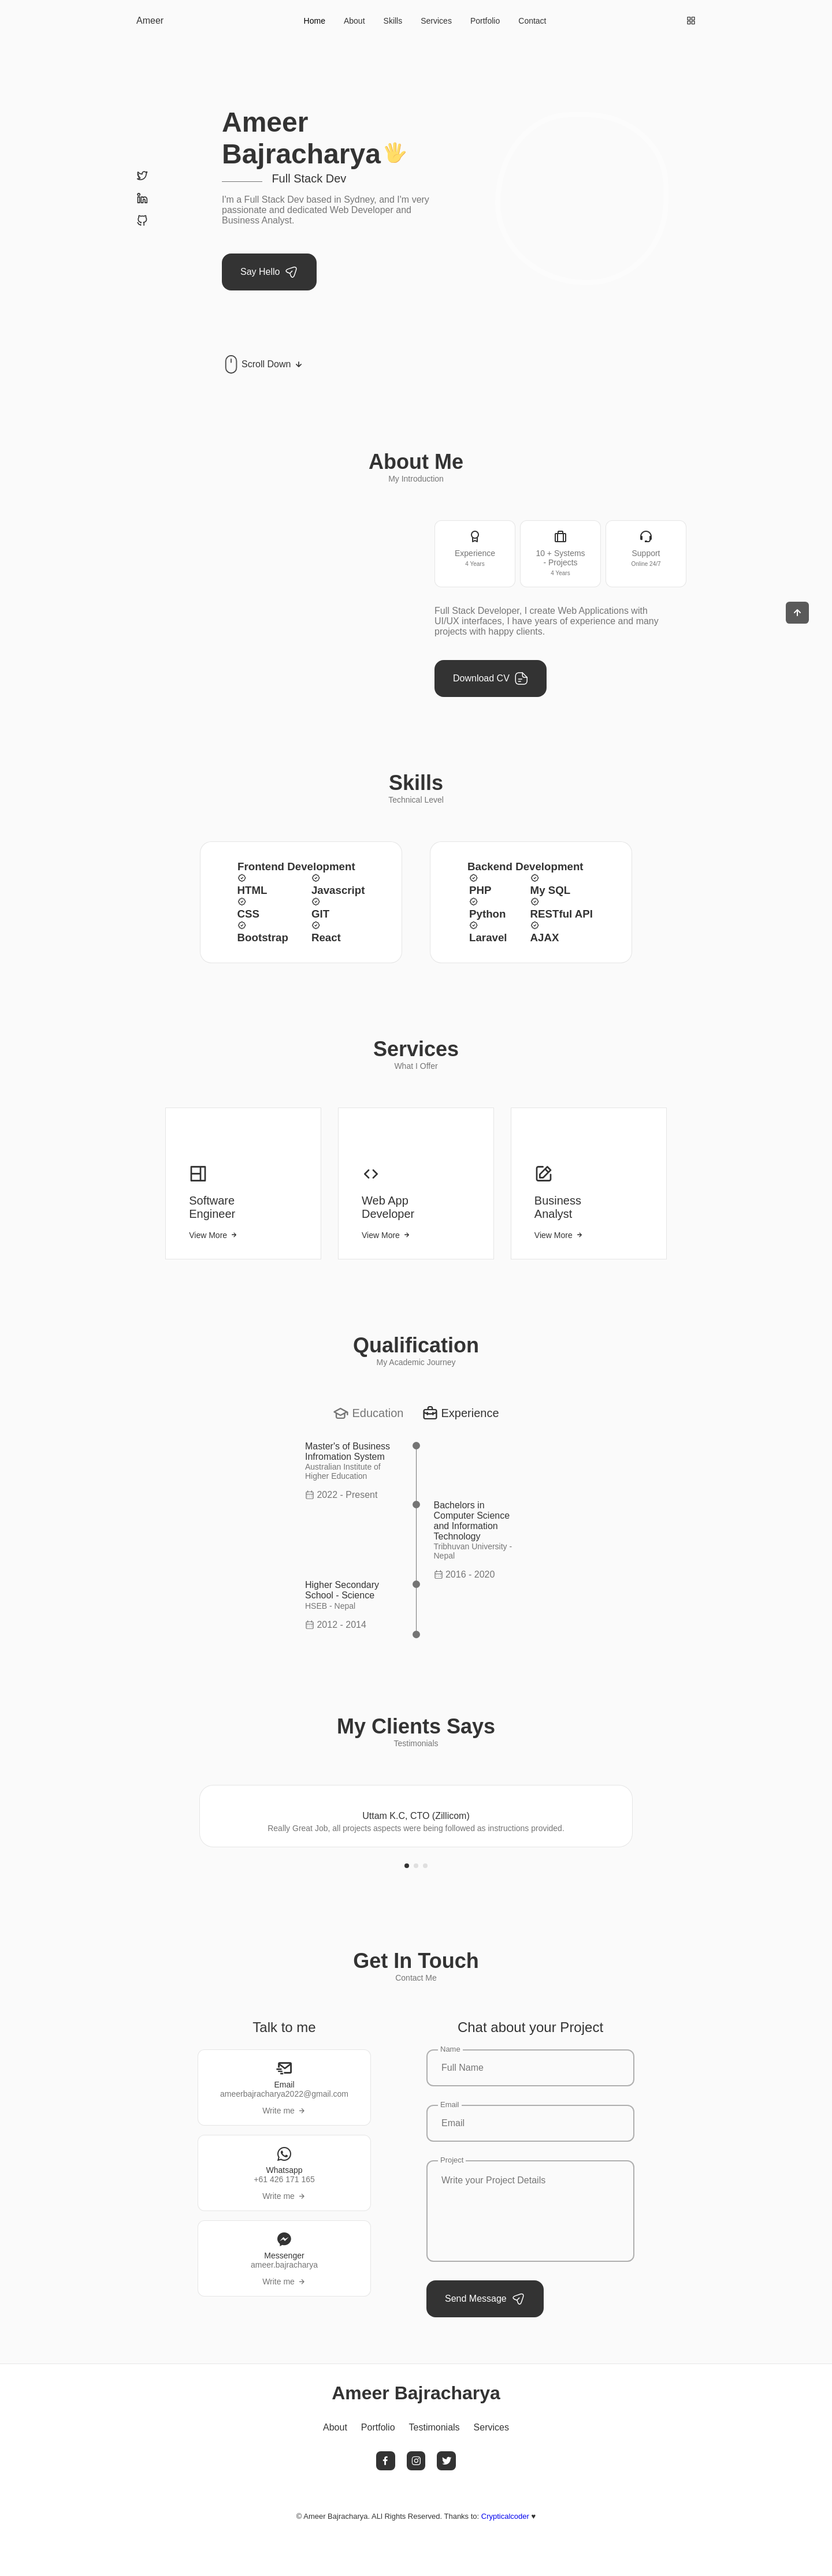 Ameer
Home About Skills Services Portfolio Contact
Ameer
Bajracharya
Full Stack Dev
I'm a Full Stack Dev based in Sydney, and I'm very
passionate and dedicated Web Developer and
Business Analyst.
Say Hello
Scroll Down
About Me
My Introduction
Experience
4 Years
10 + Systems
- Projects
4 Years
Support
Online 24/7
Full Stack Developer, I create Web Applications with
UI/UX interfaces, I have years of experience and many
projects with happy clients.
Download CV
Skills
Technical Level
Frontend Development
HTML
CSS
Bootstrap
Javascript
GIT
React
Backend Development
PHP
Python
Laravel
My SQL
RESTful API
AJAX
Services
What I Offer
Software
Engineer
View More
Web App
Developer
View More
Business
Analyst
View More
Qualification
My Academic Journey
Education
Experience
Master's of Business
Infromation System
Australian Institute of
Higher Education
2022 - Present
Bachelors in
Computer Science
and Information
Technology
Tribhuvan University -
Nepal
2016 - 2020
Higher Secondary
School - Science
HSEB - Nepal
2012 - 2014
My Clients Says
Testimonials
Uttam K.C, CTO (Zillicom)
Really Great Job, all projects aspects were being followed as instructions provided.
Get In Touch
Contact Me
Talk to me
Email
ameerbajracharya2022@gmail.com
Write me
Whatsapp
+61 426 171 165
Write me
Messenger
ameer.bajracharya
Write me
Chat about your Project
Name
Full Name
Email
Email
Project
Write your Project Details
Send Message
Ameer Bajracharya
About Portfolio Testimonials Services
© Ameer Bajracharya. ALl Rights Reserved. Thanks to: Crypticalcoder ♥